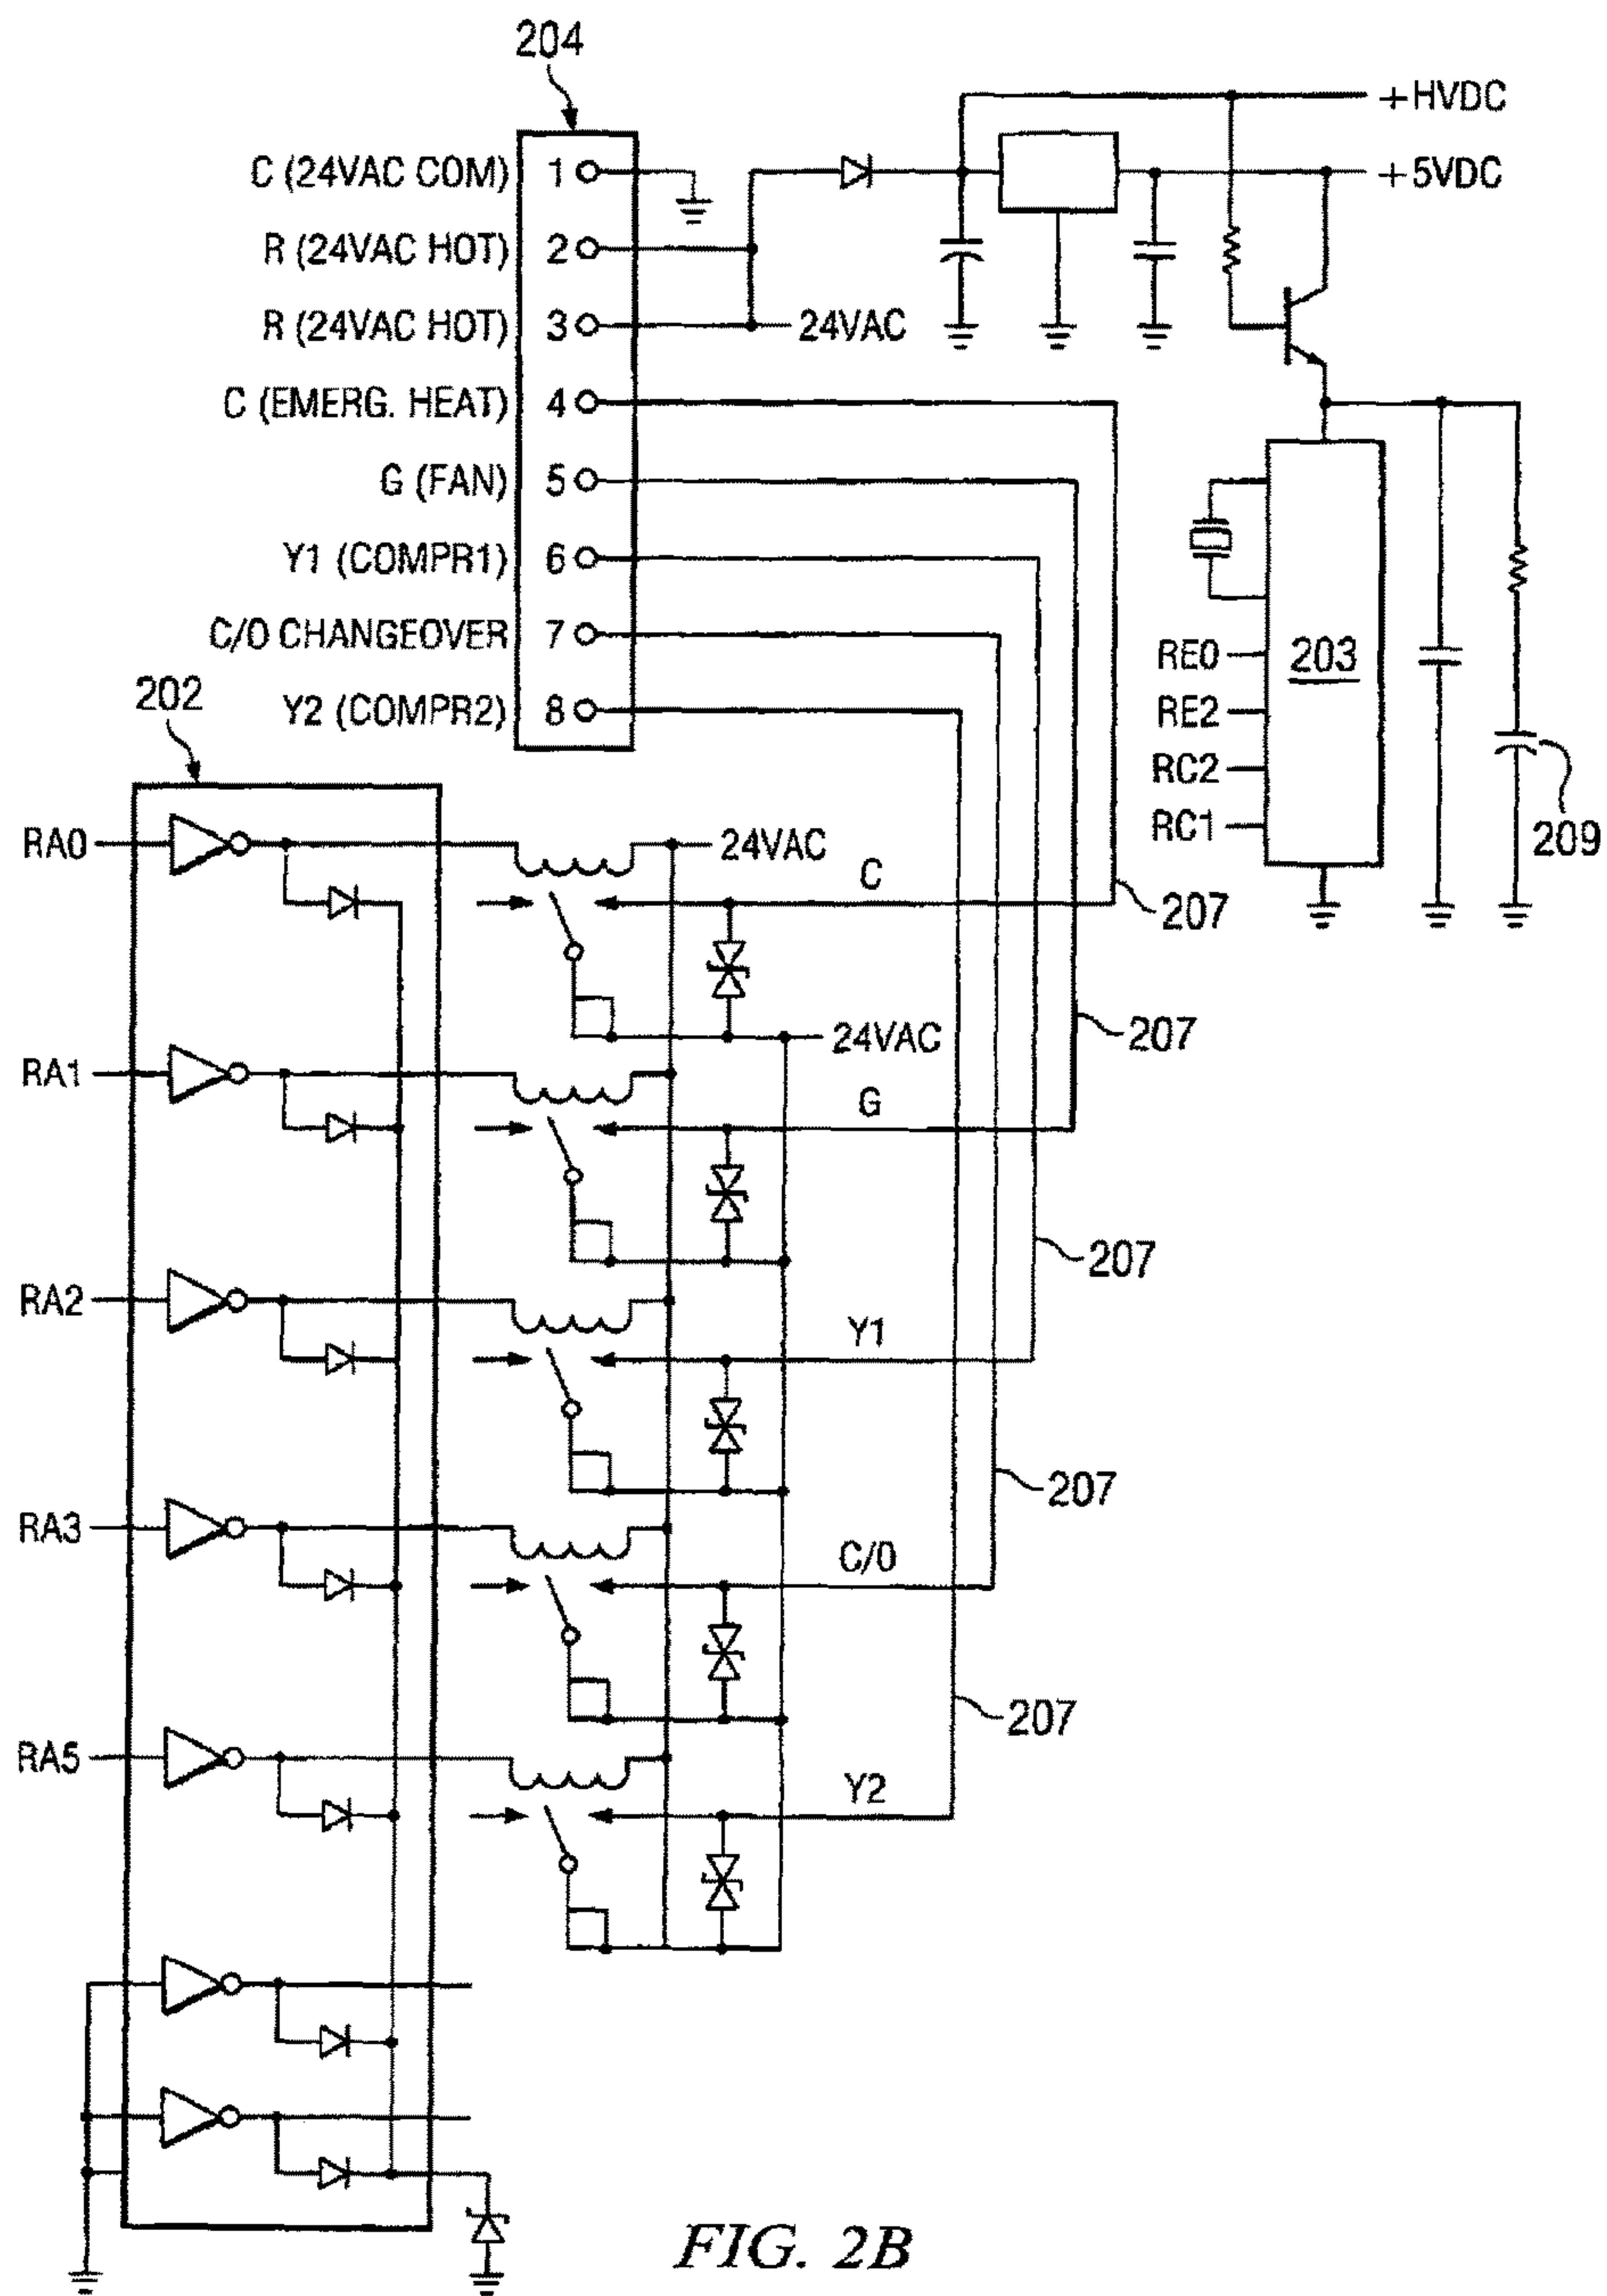 204
+HVDC
C (24VAC COM) 1
+5VDC
R (24VAC HOT) 2
R (24VAC HOT) 3 24VAC
C (EMERG. HEAT) 4
G (FAN) 5
Y1 (COMPR1) 6
C/O CHANGEOVER 7
Y2 (COMPR2) 8
203
RE0
RE2
RC2
RC1
209
202
RA0
24VAC
C
207
24VAC
RA1
G
207
RA2
Y1
207
RA3
C/O
207
RA5
Y2
207
FIG. 2B